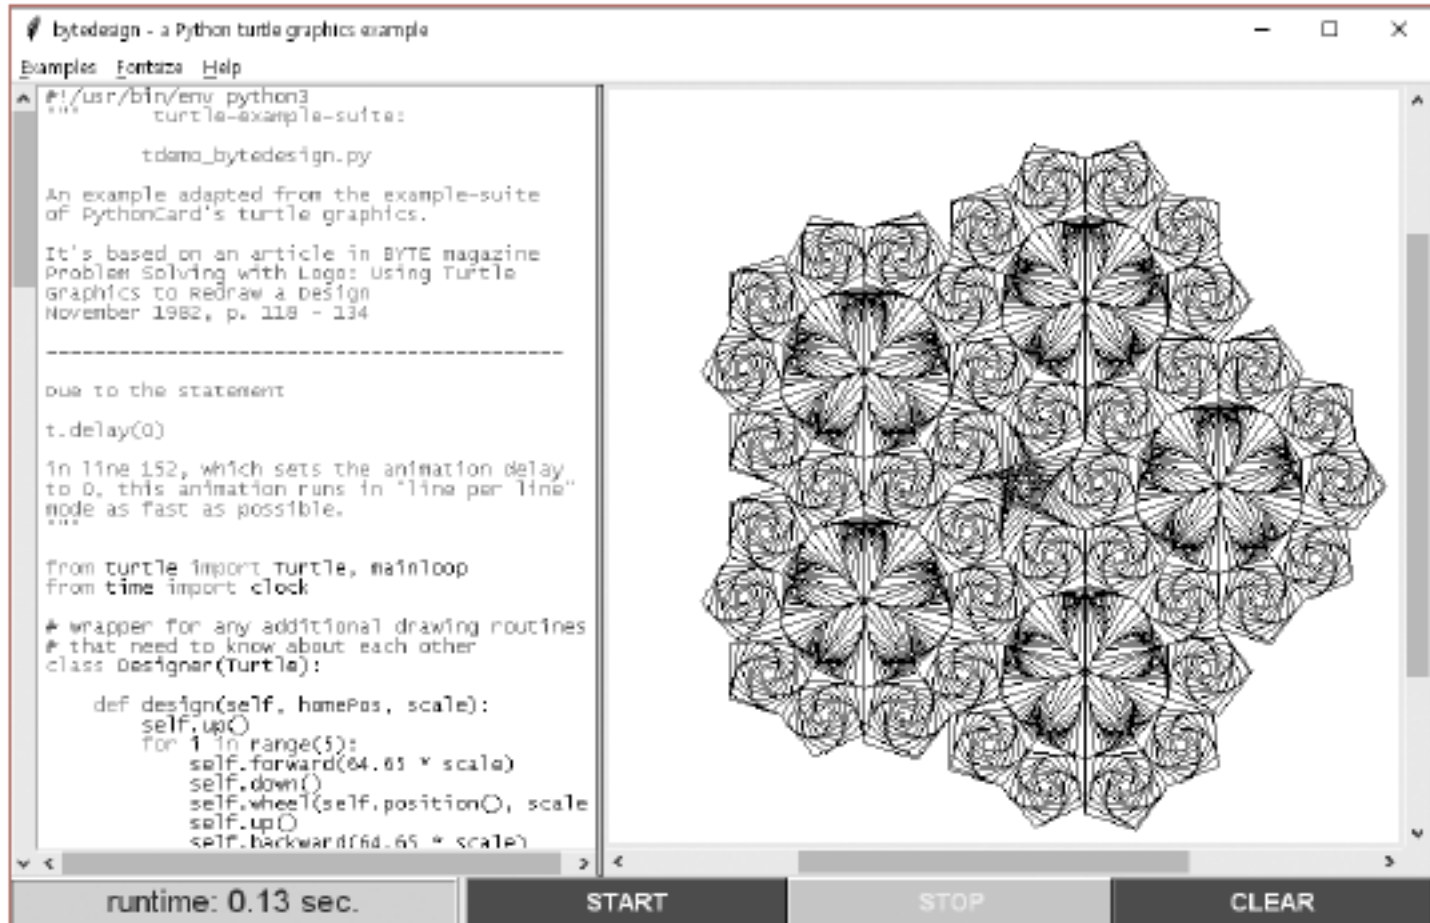 bytedesign - a Python turtle graphics example
Examples Fontsize Help
#!/usr/bin/env python3
""" turtle-example-suite:
tdemo_bytedesign.py
An example adapted from the example-suite
of PythonCard's turtle graphics.
It's based on an article in BYTE magazine
Problem Solving with Logo: Using Turtle
Graphics to Redraw a Design
November 1982, p. 118 - 134
-------------------------------------------
Due to the statement
t.delay(0)
in line 152, which sets the animation delay
to 0, this animation runs in "line per line"
mode as fast as possible.
"""
from turtle import Turtle, mainloop
from time import clock
# wrapper for any additional drawing routines
# that need to know about each other
class Designer(Turtle):
def design(self, homePos, scale):
self.up()
for i in range(5):
self.forward(64.65 * scale)
self.down()
self.wheel(self.position(), scale
self.up()
self.backward(64.65 * scale)
runtime: 0.13 sec.
START
STOP
CLEAR